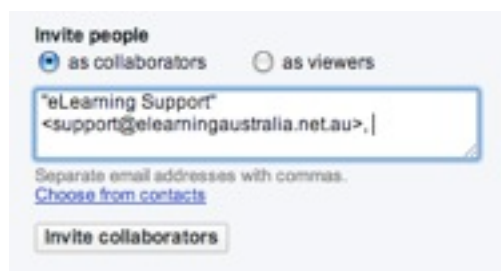 Invite people
as collaborators as viewers
"eLearning Support"
<support@elearningaustralia.net.au>,
Separate email addresses with commas.
Choose from contacts
Invite collaborators